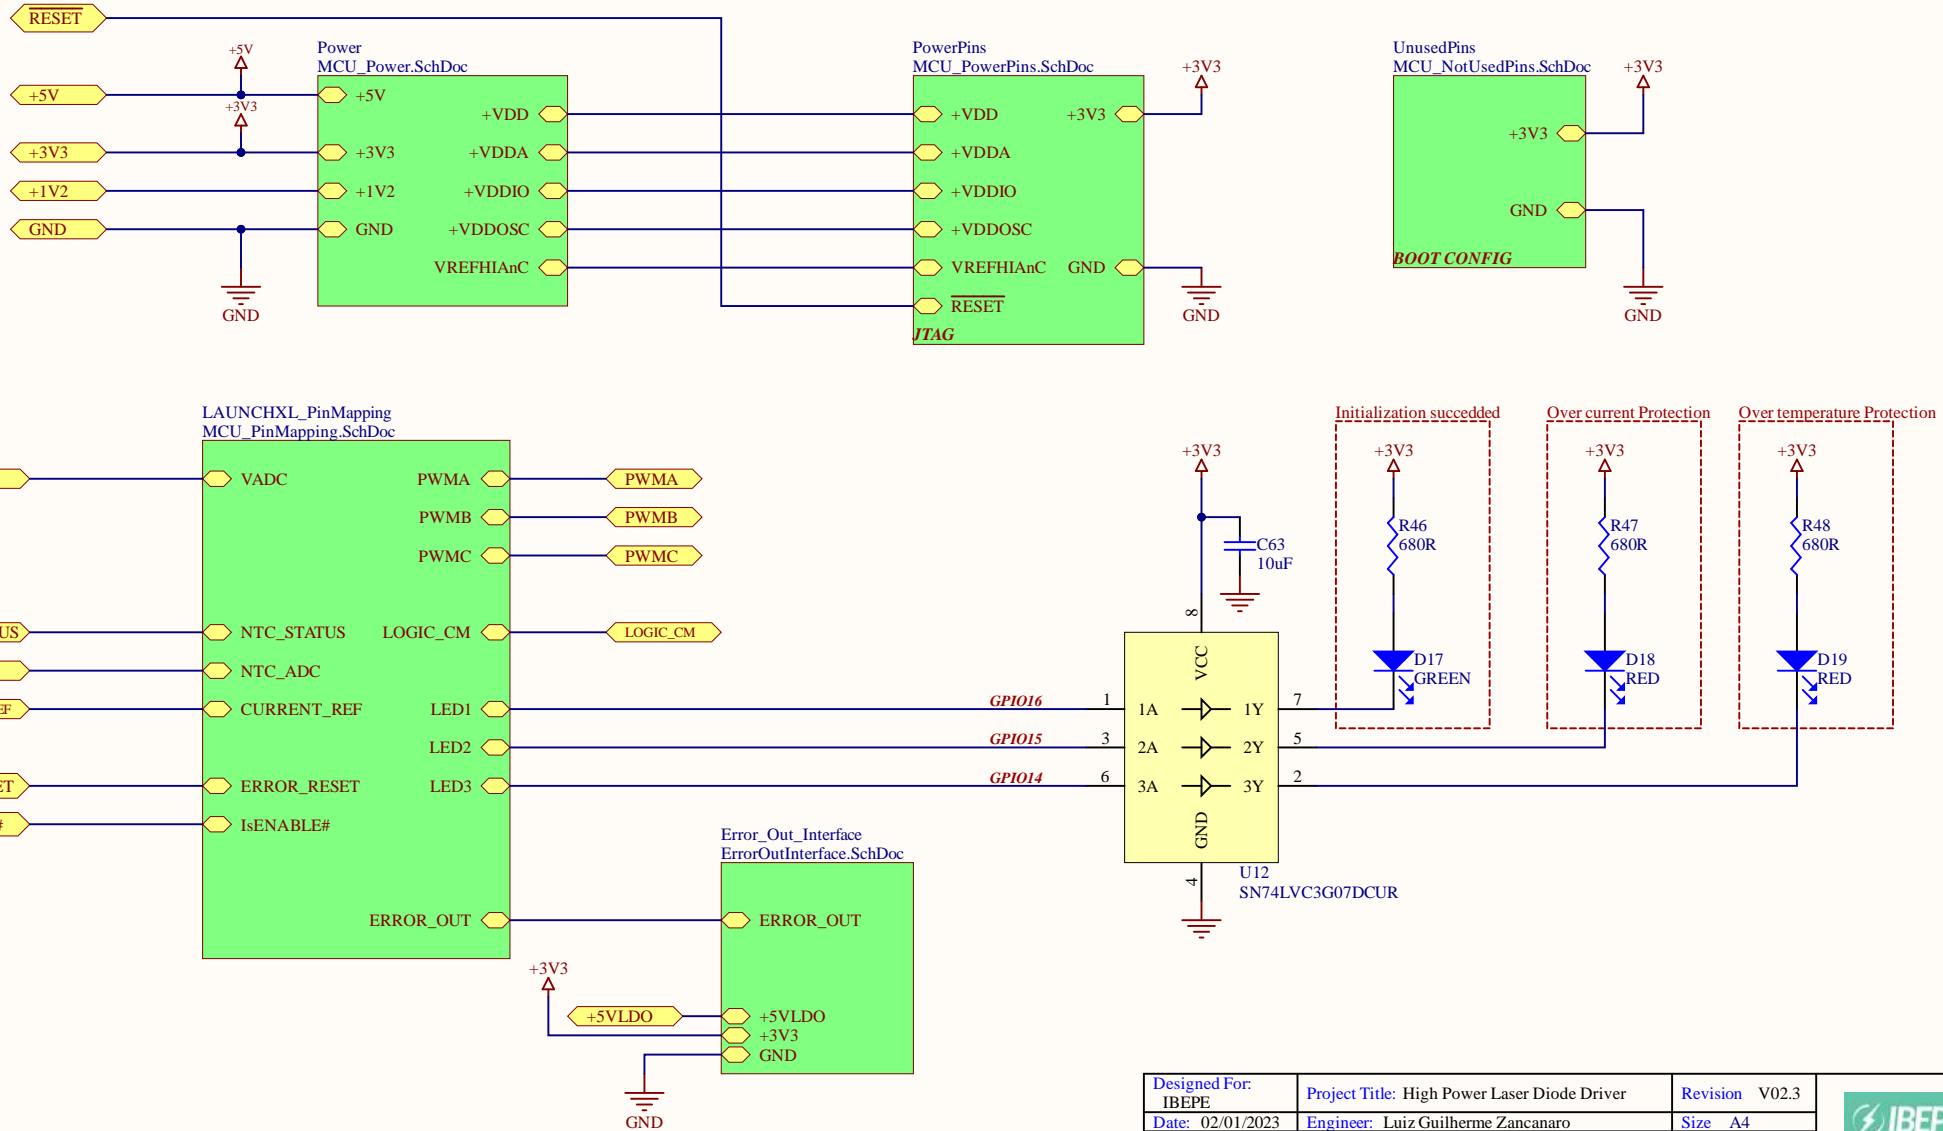 RESET
+5V
+3V3
+1V2
GND
+5V
+3V3
GND
Power
MCU_Power.SchDoc
+5V
+3V3
+1V2
GND
+VDD
+VDDA
+VDDIO
+VDDOSC
VREFHIAnC
PowerPins
MCU_PowerPins.SchDoc
+VDD
+VDDA
+VDDIO
+VDDOSC
VREFHIAnC
RESET
JTAG
+3V3
GND
+3V3
GND
UnusedPins
MCU_NotUsedPins.SchDoc
+3V3
GND
BOOT CONFIG
+3V3
GND
LAUNCHXL_PinMapping
MCU_PinMapping.SchDoc
US
EF
ET
#
VADC
NTC_STATUS
NTC_ADC
CURRENT_REF
ERROR_RESET
IsENABLE#
PWMA
PWMB
PWMC
LOGIC_CM
LED1
LED2
LED3
ERROR_OUT
PWMA
PWMB
PWMC
LOGIC_CM
GPIO16
GPIO15
GPIO14
Error_Out_Interface
ErrorOutInterface.SchDoc
ERROR_OUT
+5VLDO
+3V3
GND
+3V3
+5VLDO
GND
+3V3
C63
10uF
8
VCC
1
1A
1Y
7
3
2A
2Y
5
6
3A
3Y
2
GND
4
U12
SN74LVC3G07DCUR
Initialization succedded
+3V3
R46
680R
D17
GREEN
Over current Protection
+3V3
R47
680R
D18
RED
Over temperature Protection
+3V3
R48
680R
D19
RED
Designed For:
IBEPE
Project Title: High Power Laser Diode Driver
Revision V02.3
Date: 02/01/2023
Engineer: Luiz Guilherme Zancanaro
Size A4